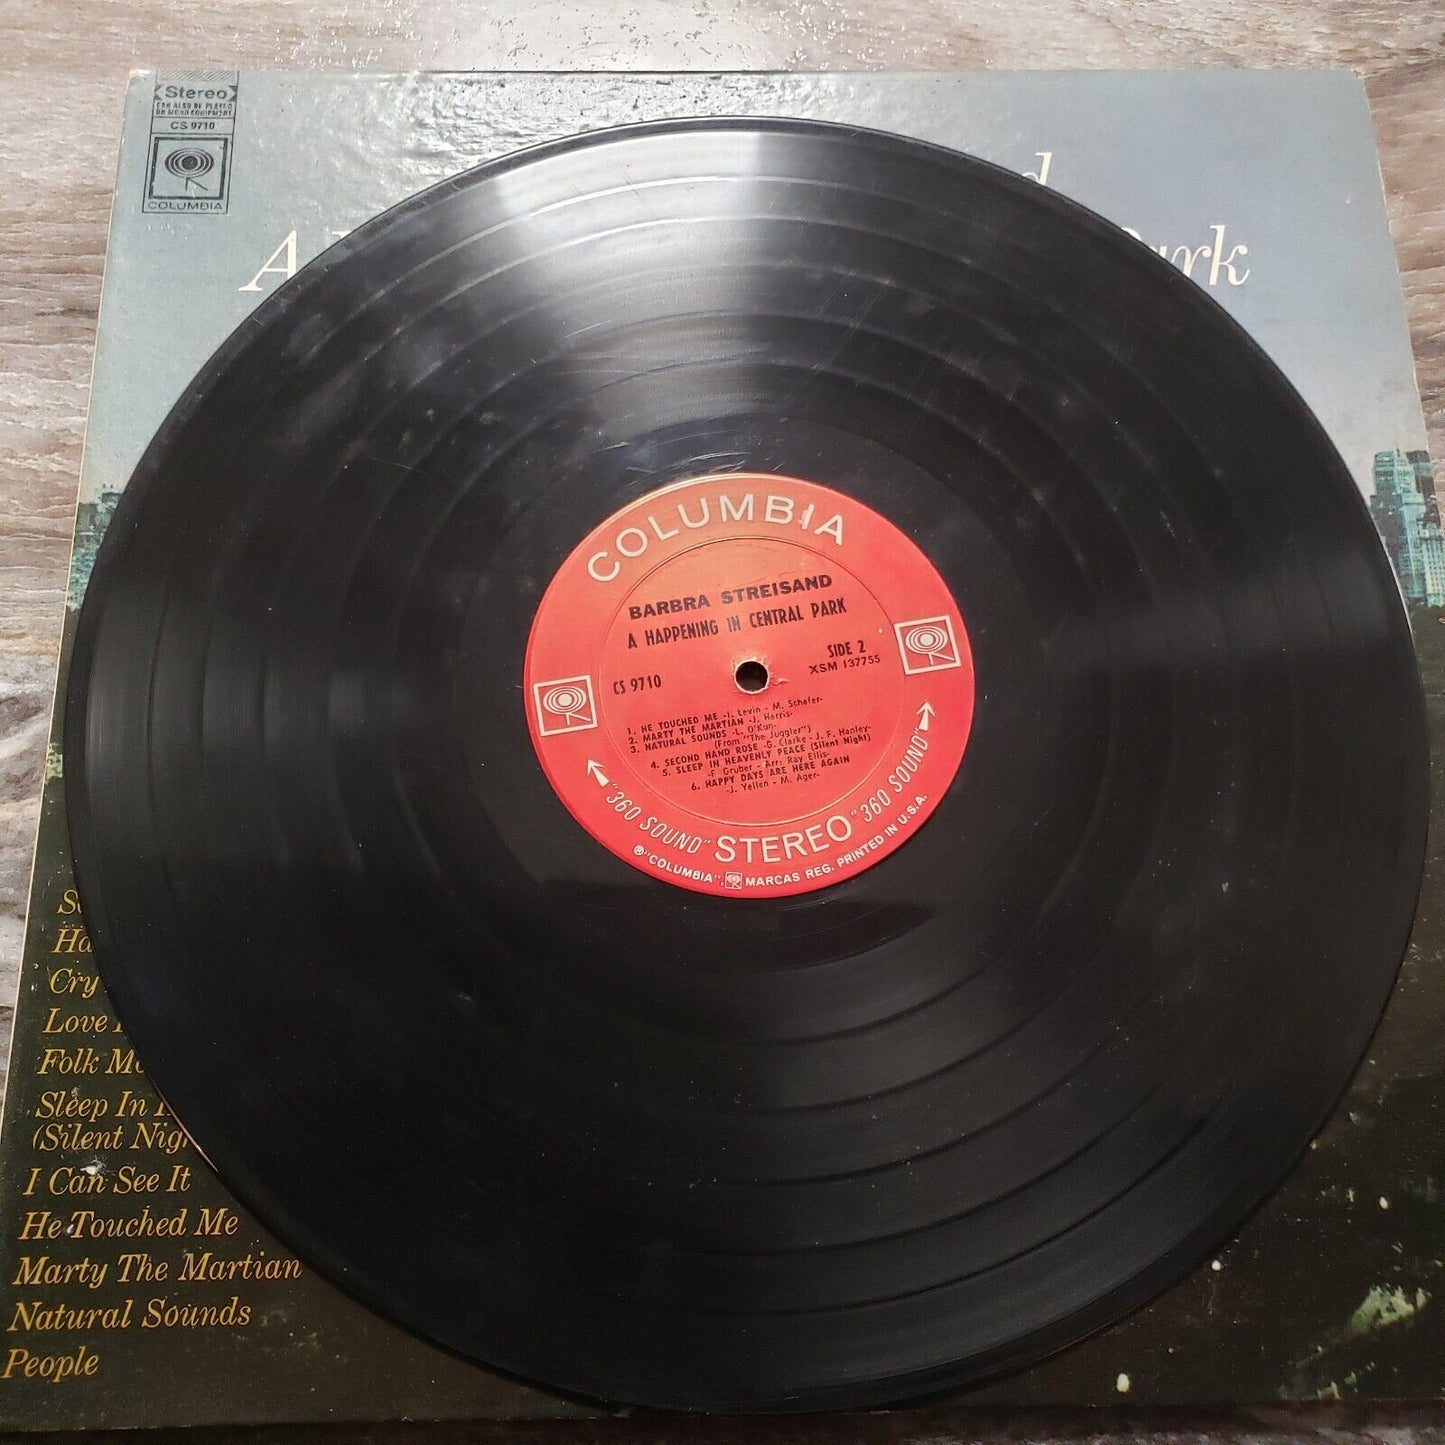 Stereo
CAN ALSO BE PLAYED
ON MONO EQUIPMENT
CS 9710
COLUMBIA
A
Park
COLUMBIA
BARBRA STREISAND
A HAPPENING IN CENTRAL PARK
SIDE 2
CS 9710
XSM 137755
1. HE TOUCHED ME -J. Levin - M. Schafer-
2. MARTY THE MARTIAN -J. Harris-
3. NATURAL SOUNDS -L. O'Kun-
(From "The Juggler")
4. SECOND HAND ROSE -G. Clarke - J. F. Hanley-
5. SLEEP IN HEAVENLY PEACE (Silent Night)
-F. Gruber - Arr: Ray Ellis-
6. HAPPY DAYS ARE HERE AGAIN
-J. Yellen - M. Ager-
"360 SOUND" STEREO "360 SOUND"
® "COLUMBIA", MARCAS REG. PRINTED IN U.S.A.
Cry
Love
Folk Mo
Sleep In
(Silent Nigh
I Can See It
He Touched Me
Marty The Martian
Natural Sounds
People